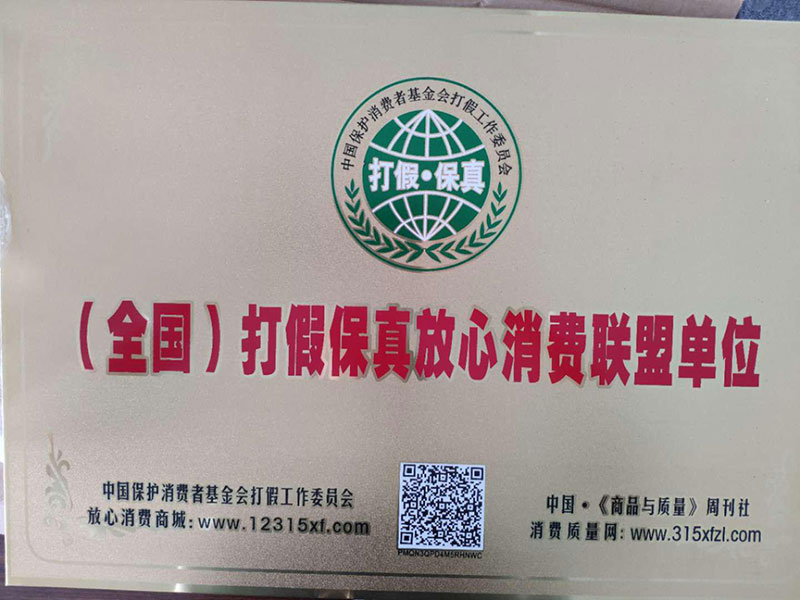 中国保护消费者基金会打假工作委员会
打假·保真
（全国）打假保真放心消费联盟单位
中国保护消费者基金会打假工作委员会
放心消费商城：www.12315xf.com
PMQN3QPD4M5RHNWC
中国·《商品与质量》周刊社
消费质量网：www.315xfzl.com